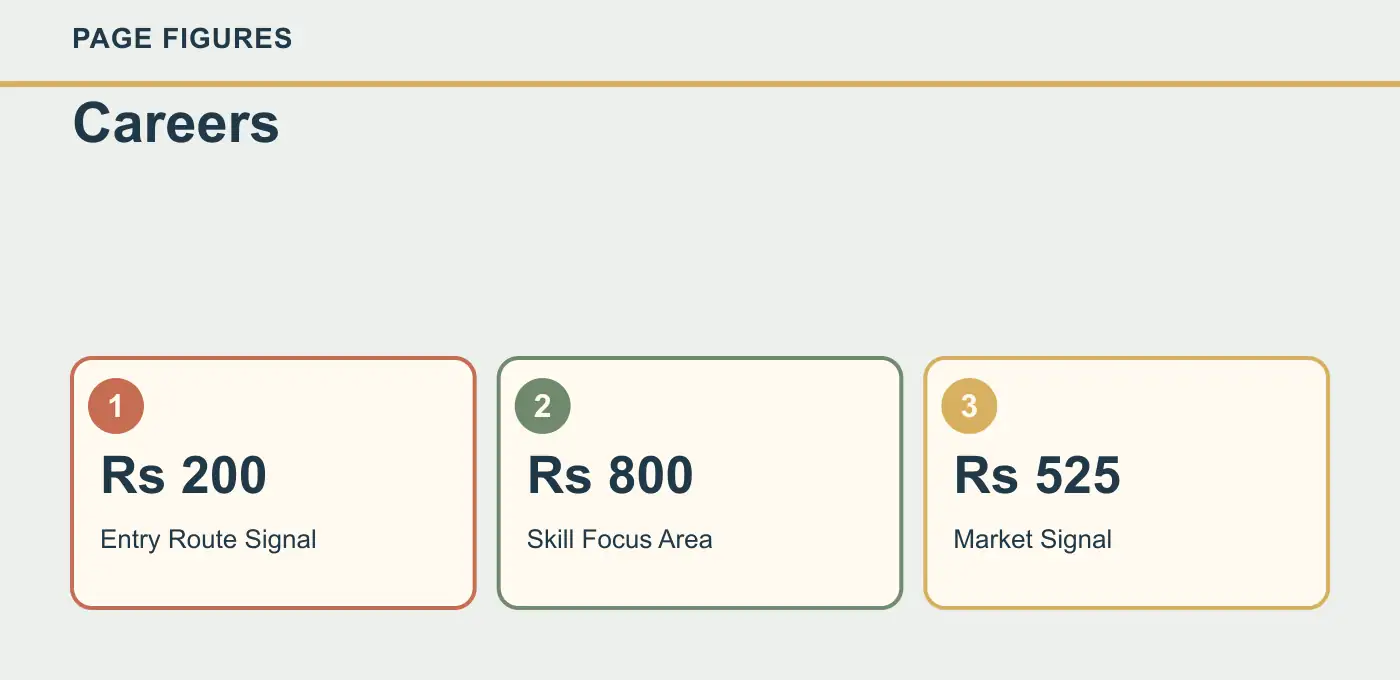 PAGE FIGURES
Careers
1
Rs 200
Entry Route Signal
2
Rs 800
Skill Focus Area
3
Rs 525
Market Signal